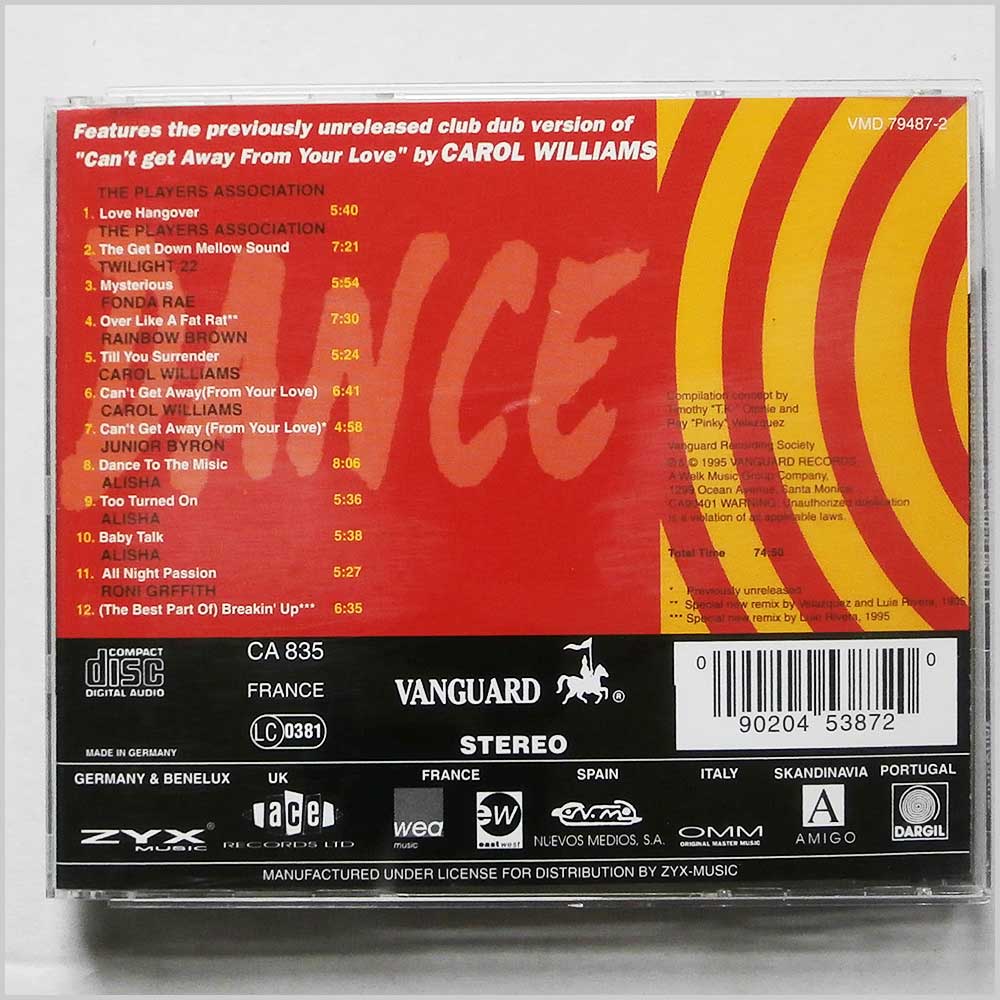 Features the previously unreleased club dub version of
"Can't get Away From Your Love" by CAROL WILLIAMS
VMD 79487-2
DANCE
THE PLAYERS ASSOCIATION
1. Love Hangover 5:40
THE PLAYERS ASSOCIATION
2. The Get Down Mellow Sound 7:21
TWILIGHT 22
3. Mysterious 5:54
FONDA RAE
4. Over Like A Fat Rat** 7:30
RAINBOW BROWN
5. Till You Surrender 5:24
CAROL WILLIAMS
6. Can't Get Away(From Your Love) 6:41
CAROL WILLIAMS
7. Can't Get Away (From Your Love)* 4:58
JUNIOR BYRON
8. Dance To The Misic 8:06
ALISHA
9. Too Turned On 5:36
ALISHA
10. Baby Talk 5:38
ALISHA
11. All Night Passion 5:27
RONI GRFFITH
12. (The Best Part Of) Breakin' Up*** 6:35
Compilation concept by
Timothy "T.K." and
Roy "Pinky" Velazquez
Vanguard Recording Society
℗ & © 1995 VANGUARD RECORDS,
A Welk Music Group Company,
1299 Ocean Avenue, Santa Monica
CA90401 WARNING: Unauthorized duplication
is a violation of all applicable laws.
Total Time 74:50
* Previously unreleased
** Special new remix by Velazquez and Luie Rivera, 1995
*** Special new remix by Luie Rivera, 1995
COMPACT
disc
DIGITAL AUDIO
CA 835
FRANCE
LC 0381
MADE IN GERMANY
VANGUARD ®
STEREO
0 90204 53872 0
GERMANY & BENELUX UK FRANCE SPAIN ITALY SKANDINAVIA PORTUGAL
ZYX® MUSIC
ace RECORDS LTD
wea music
ew eastwest
NUEVOS MEDIOS, S.A.
OMM ORIGINAL MASTER MUSIC
A AMIGO
DARGIL
MANUFACTURED UNDER LICENSE FOR DISTRIBUTION BY ZYX-MUSIC